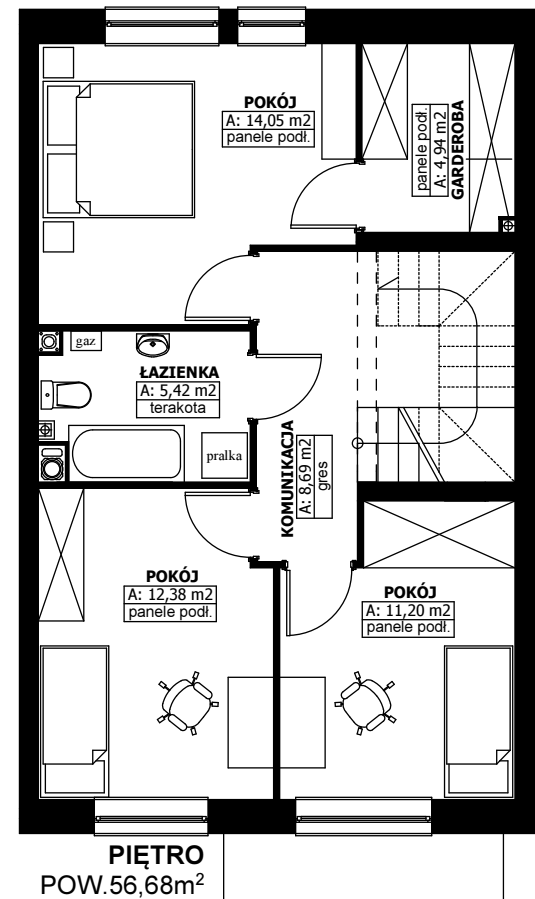 POKÓJ
A: 14,05 m2
panele podł.
panele podł.
A: 4,94 m2
GARDEROBA
gaz
ŁAZIENKA
A: 5,42 m2
terakota
pralka
KOMUNIKACJA
A: 8,69 m2
gres
POKÓJ
A: 12,38 m2
panele podł.
POKÓJ
A: 11,20 m2
panele podł.
PIĘTRO
POW.56,68m²